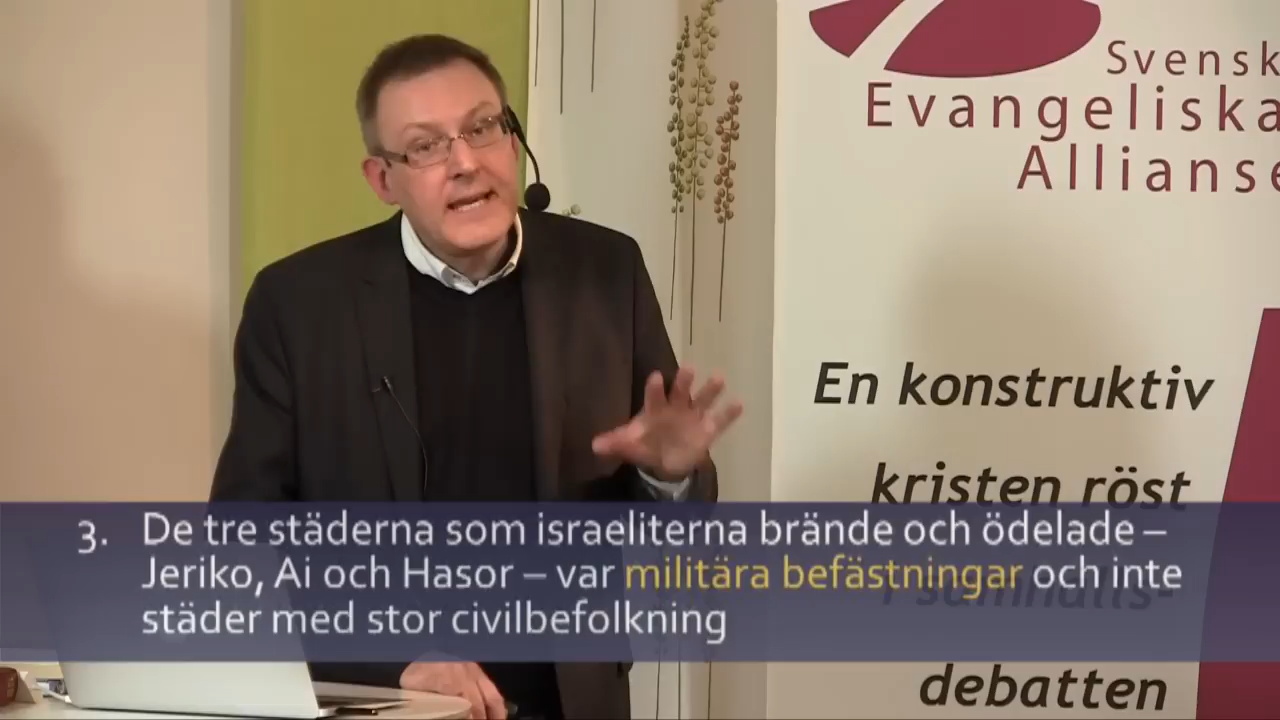 Svensk
Evangeliska
Allianse
En konstruktiv
kristen röst
i samhälls-
debatten
3. De tre städerna som israeliterna brände och ödelade –
Jeriko, Ai och Hasor – var militära befästningar och inte
städer med stor civilbefolkning